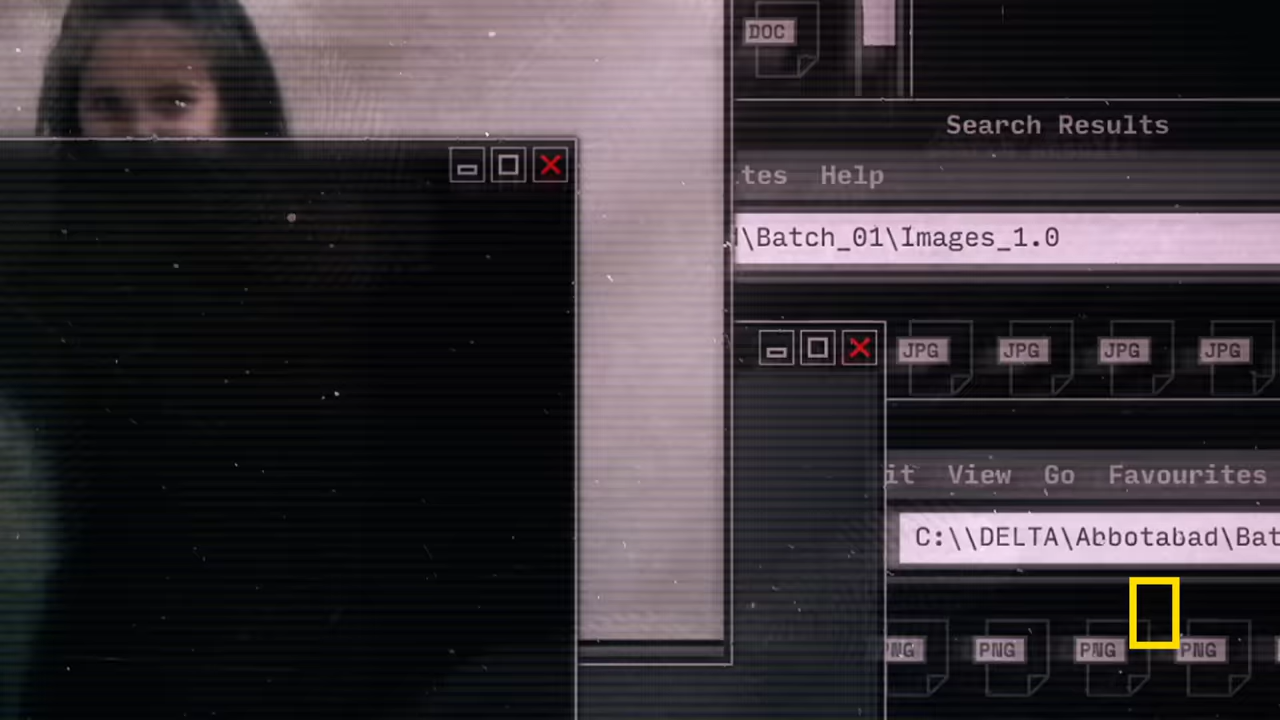 DOC
Search Results
tes Help
\Batch_01\Images_1.0
JPG JPG JPG JPG
it View Go Favourites
C:\\DELTA\Abbotabad\Bat
PNG PNG PNG PNG